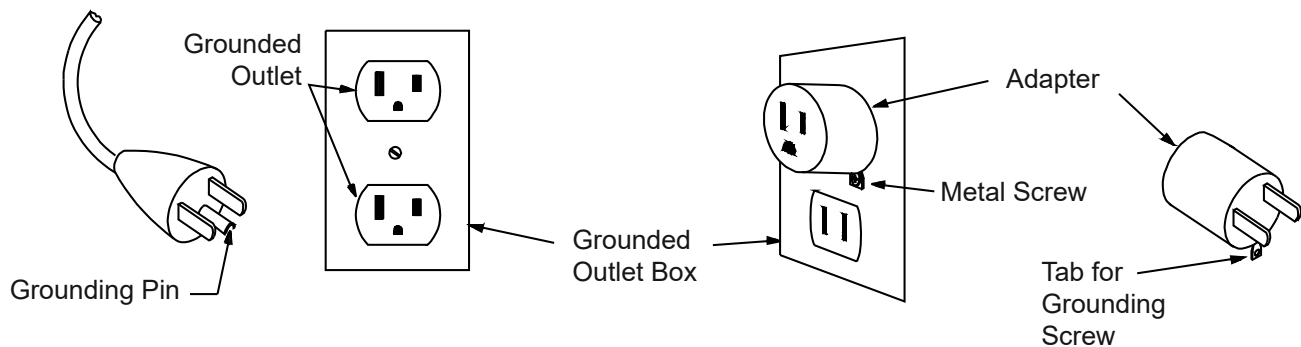 Grounded
Outlet
Grounding Pin
Grounded
Outlet Box
Adapter
Metal Screw
Tab for
Grounding
Screw